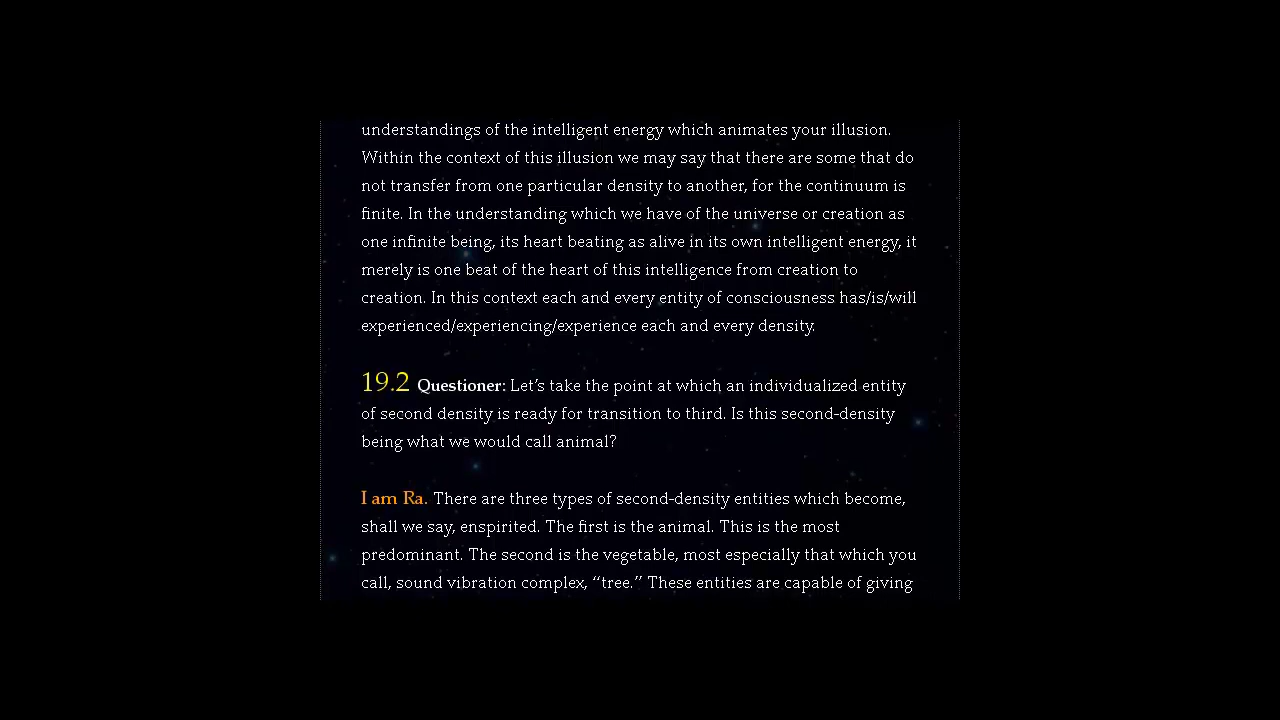 understandings of the intelligent energy which animates your illusion.
Within the context of this illusion we may say that there are some that do
not transfer from one particular density to another, for the continuum is
finite. In the understanding which we have of the universe or creation as
one infinite being, its heart beating as alive in its own intelligent energy, it
merely is one beat of the heart of this intelligence from creation to
creation. In this context each and every entity of consciousness has/is/will
experienced/experiencing/experience each and every density.
19.2 Questioner: Let’s take the point at which an individualized entity
of second density is ready for transition to third. Is this second-density
being what we would call animal?
I am Ra. There are three types of second-density entities which become,
shall we say, enspirited. The first is the animal. This is the most
predominant. The second is the vegetable, most especially that which you
call, sound vibration complex, “tree.” These entities are capable of giving